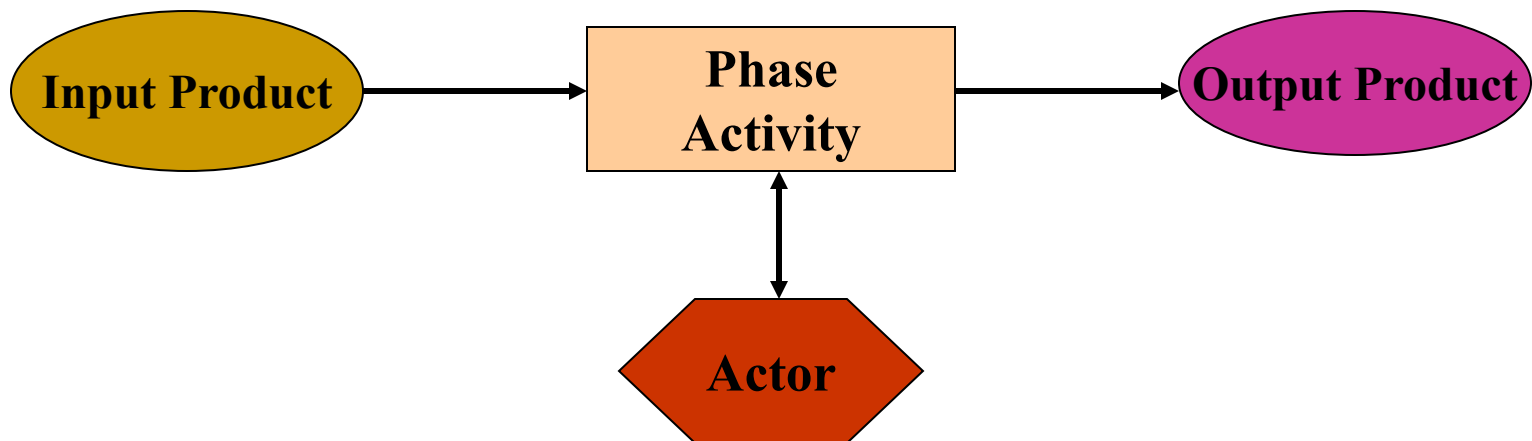 Input Product
Phase
Activity
Output Product
Actor